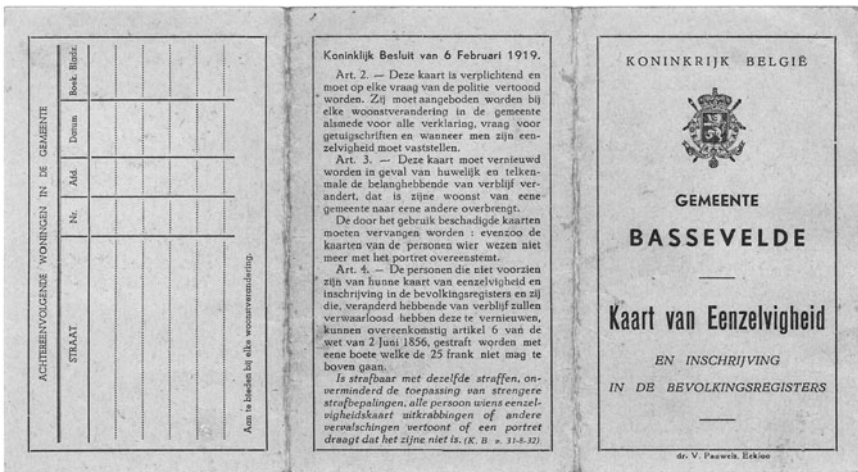 ACHTEREENVOLGENDE WONINGEN IN DE GEMEENTE
STRAAT
Nr.
Afd.
Datum
Boek. Bladz.
Aan te bieden bij elke woonstverandering.
Koninklijk Besluit van 6 Februari 1919.
Art. 2. — Deze kaart is verplichtend en
moet op elke vraag van de politie vertoond
worden. Zij moet aangeboden worden bij
elke woonstverandering in de gemeente
alsmede voor alle verklaring, vraag voor
getuigschriften en wanneer men zijn een-
zelvigheid moet vaststellen.
Art. 3. — Deze kaart moet vernieuwd
worden in geval van huwelijk en telken-
male de belanghebbende van verblijf ver-
andert, dat is zijne woonst van eene
gemeente naar eene andere overbrengt.
De door het gebruik beschadigde kaarten
moeten vervangen worden : evenzoo de
kaarten van de personen wier wezen niet
meer met het portret overeenstemt.
Art. 4. — De personen die niet voorzien
zijn van hunne kaart van eenzelvigheid en
inschrijving in de bevolkingsregisters en zij
die, veranderd hebbende van verblijf zullen
verwaarloosd hebben deze te vernieuwen,
kunnen overeenkomstig artikel 6 van de
wet van 2 Juni 1856, gestraft worden met
eene boete welke de 25 frank niet mag te
boven gaan.
Is strafbaar met dezelfde straffen, on-
verminderd de toepassing van strengere
strafbepalingen, alle persoon wiens eenzel-
vigheidskaart uitkrabbingen of andere
vervalschingen vertoont of een portret
draagt dat het zijne niet is. (K. B. v. 31-8-32)
KONINKRIJK BELGIË
GEMEENTE
BASSEVELDE
Kaart van Eenzelvigheid
EN INSCHRIJVING
IN DE BEVOLKINGSREGISTERS
dr. V. Pauwels, Eekloo